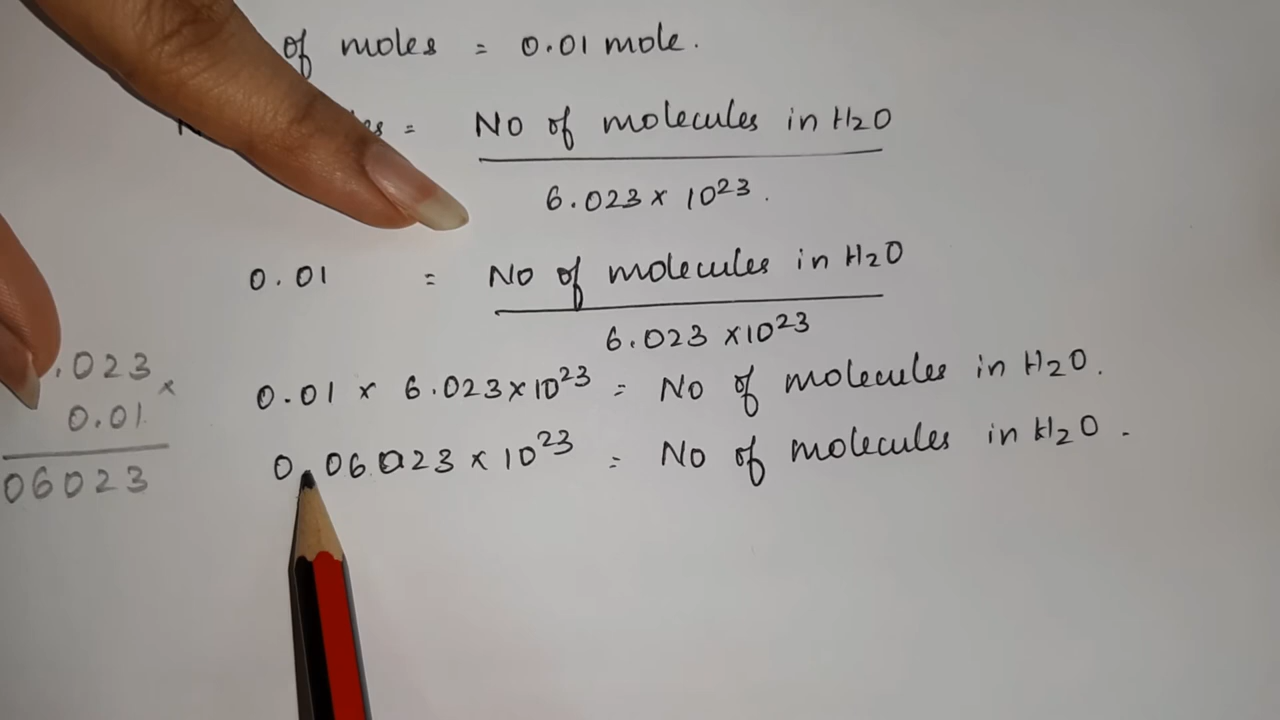 of moles = 0.01 mole.
= No of molecules in H2O
6.023 x 10^23.
0.01 = No of molecules in H2O
6.023 x 10^23
.023 x
0.01
06023
0.01 x 6.023 x 10^23 = No of molecules in H2O.
0.06023 x 10^23 = No of molecules in H2O.